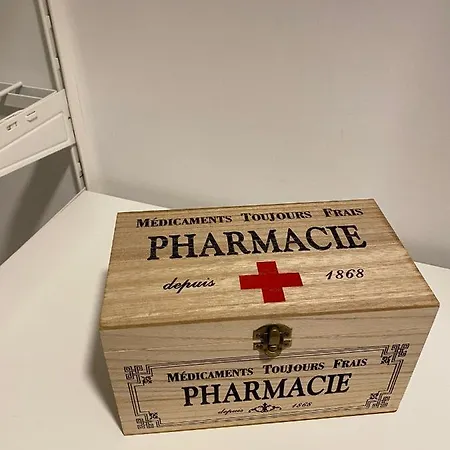 MÉDICAMENTS TOUJOURS FRAIS
PHARMACIE
depuis 1868
MÉDICAMENTS TOUJOURS FRAIS
PHARMACIE
depuis 1868